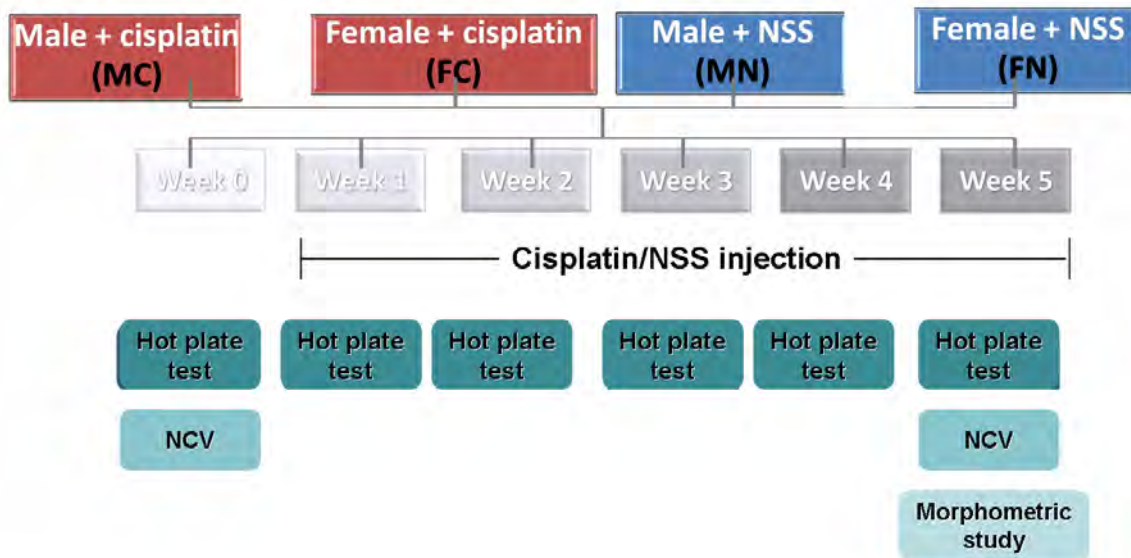 Male + cisplatin
(MC)
Female + cisplatin
(FC)
Male + NSS
(MN)
Female + NSS
(FN)
Week 0
Week 1
Week 2
Week 3
Week 4
Week 5
Cisplatin/NSS injection
Hot plate
test
Hot plate
test
Hot plate
test
Hot plate
test
Hot plate
test
Hot plate
test
NCV
NCV
Morphometric
study